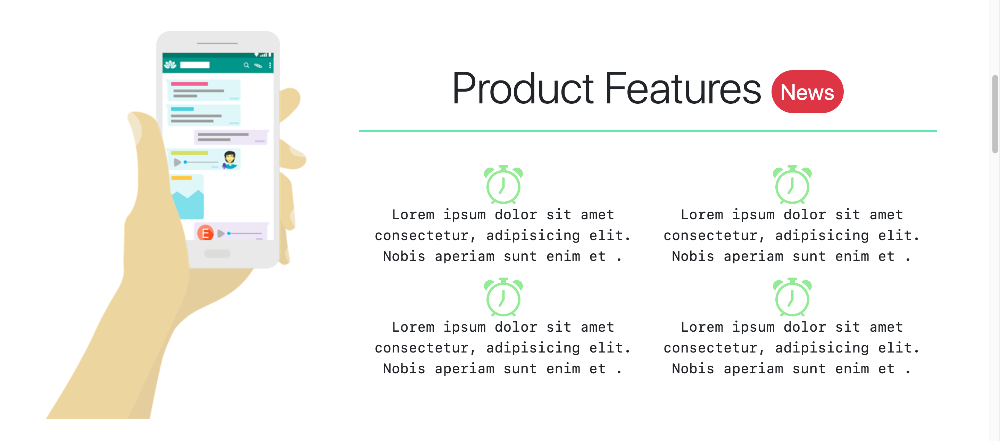 Product Features News
E
Lorem ipsum dolor sit amet
consectetur, adipisicing elit.
Nobis aperiam sunt enim et .
Lorem ipsum dolor sit amet
consectetur, adipisicing elit.
Nobis aperiam sunt enim et .
Lorem ipsum dolor sit amet
consectetur, adipisicing elit.
Nobis aperiam sunt enim et .
Lorem ipsum dolor sit amet
consectetur, adipisicing elit.
Nobis aperiam sunt enim et .